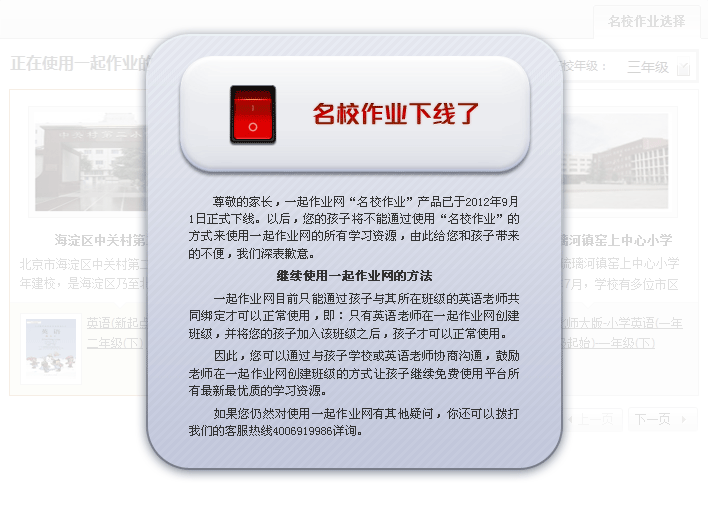 名校作业选择
正在使用一起作业的
校年级：
三年级
名校作业下线了
尊敬的家长，一起作业网“名校作业”产品已于2012年9月
1日正式下线。以后，您的孩子将不能通过使用“名校作业”的
方式来使用一起作业网的所有学习资源，由此给您和孩子带来
的不便，我们深表歉意。
继续使用一起作业网的方法
一起作业网目前只能通过孩子与其所在班级的英语老师共
同绑定才可以正常使用，即：只有英语老师在一起作业网创建
班级，并将您的孩子加入该班级之后，孩子才可以正常使用。
因此，您可以通过与孩子学校或英语老师协商沟通，鼓励
老师在一起作业网创建班级的方式让孩子继续免费使用平台所
有最新最优质的学习资源。
如果您仍然对使用一起作业网有其他疑问，你还可以拨打
我们的客服热线4006919986详询。
海淀区中关村第二
北京市海淀区中关村第二
年建校，是海淀区乃至北
英语(新起点
二年级(下)
璃河镇窑上中心小学
琉璃河镇窑上中心小学
7月，学校有多位市区
北师大版-小学英语(一年
级起始)-一年级(下)
上一页
下一页